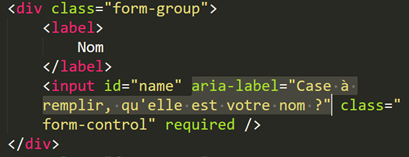 <div class="form-group">
<label>
Nom
</label>
<input id="name" aria-label="Case à
remplir, qu'elle est votre nom ?" class="
form-control" required />
</div>